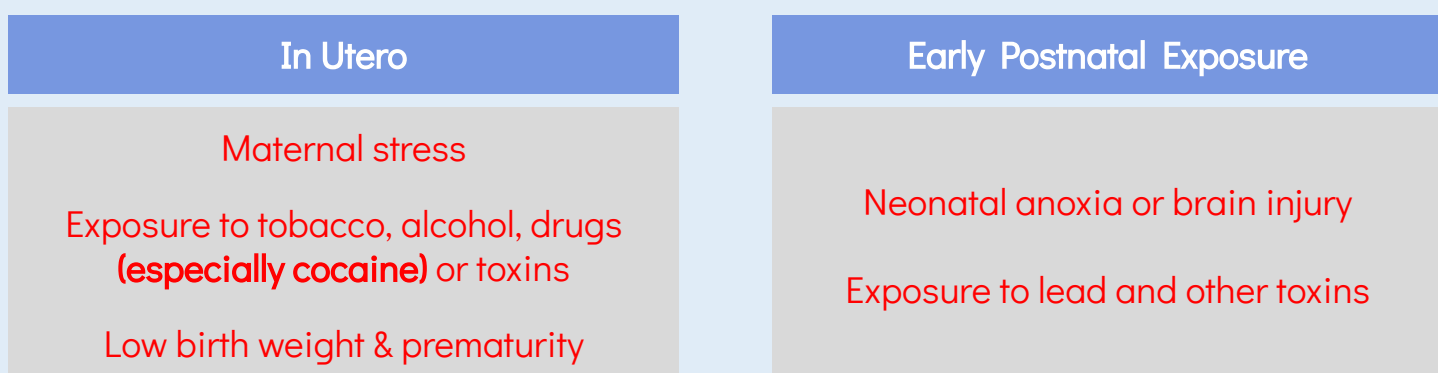 In Utero
Maternal stress
Exposure to tobacco, alcohol, drugs
(especially cocaine) or toxins
Low birth weight & prematurity
Early Postnatal Exposure
Neonatal anoxia or brain injury
Exposure to lead and other toxins